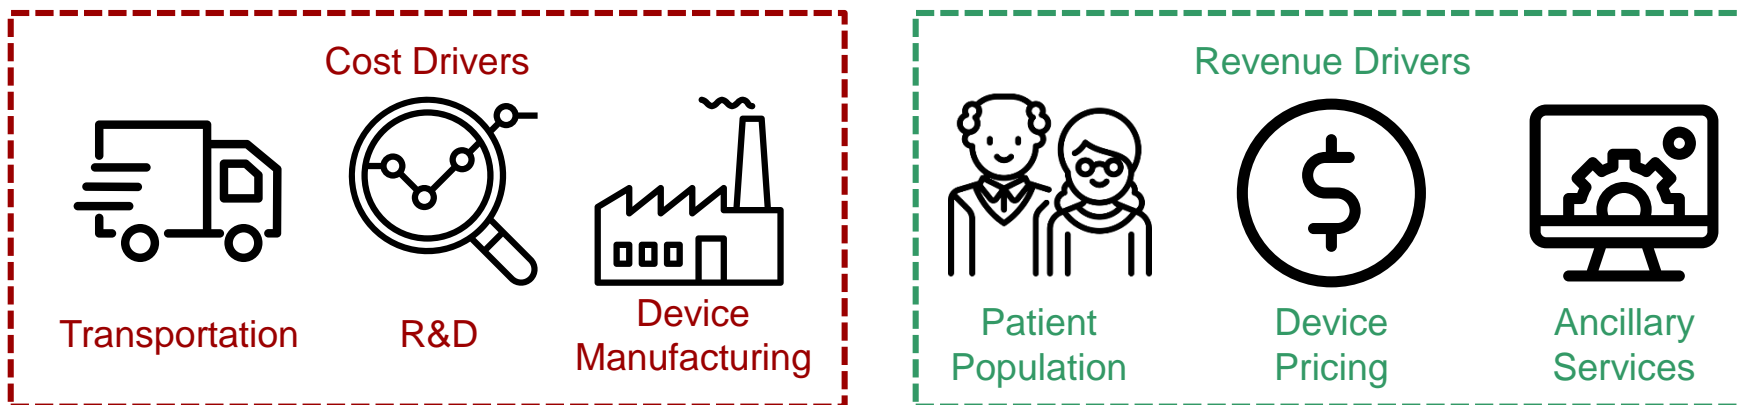 Cost Drivers
Transportation
R&D
Device
Manufacturing
Revenue Drivers
Patient
Population
Device
Pricing
Ancillary
Services